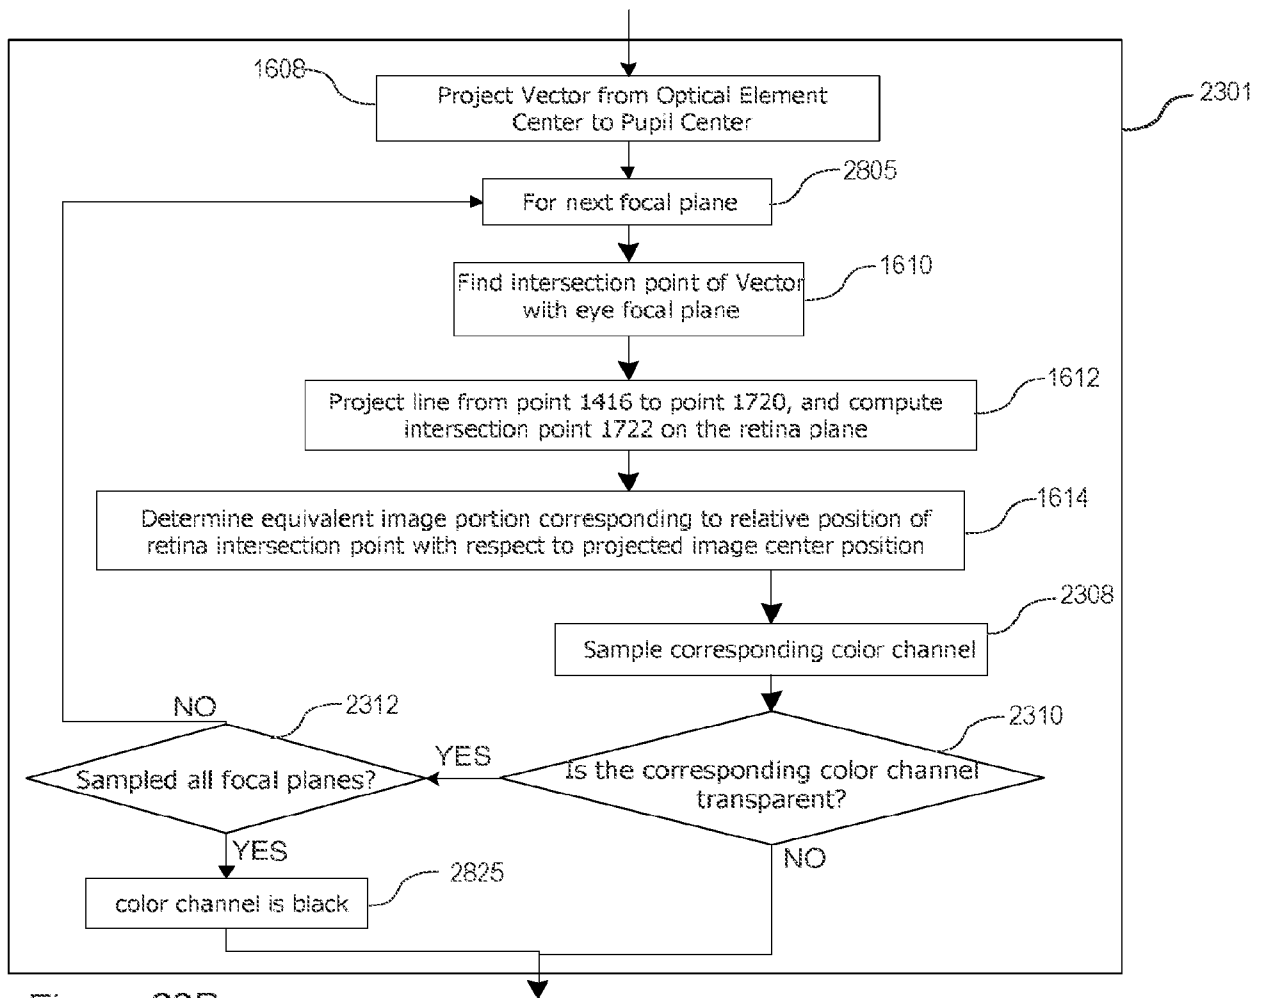 1608
Project Vector from Optical Element
Center to Pupil Center
2301
2805
For next focal plane
1610
Find intersection point of Vector
with eye focal plane
1612
Project line from point 1416 to point 1720, and compute
intersection point 1722 on the retina plane
1614
Determine equivalent image portion corresponding to relative position of
retina intersection point with respect to projected image center position
2308
Sample corresponding color channel
NO
2312
2310
YES
Sampled all focal planes?
Is the corresponding color channel
transparent?
YES
NO
2825
color channel is black